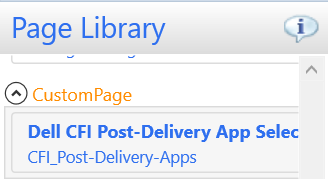 Page Library
CustomPage
Dell CFI Post-Delivery App Selec
CFI_Post-Delivery-Apps